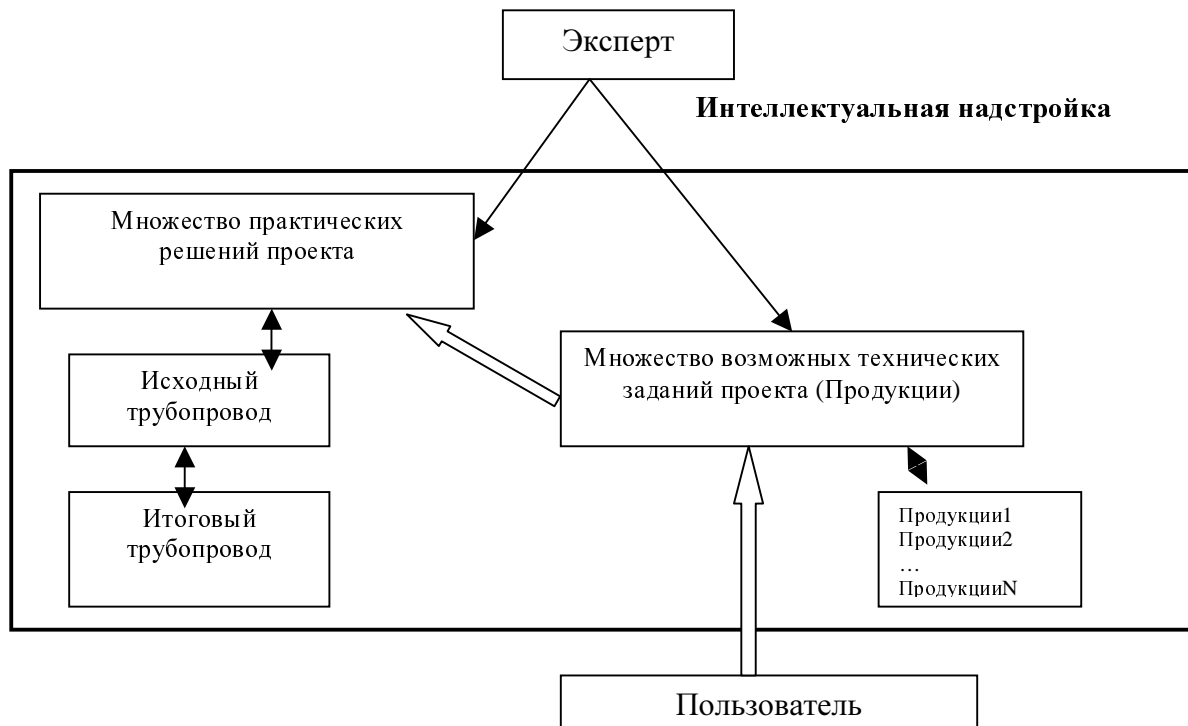 Эксперт
Интеллектуальная надстройка
Множество практических
решений проекта
Множество возможных технических
заданий проекта (Продукции)
Исходный
трубопровод
Итоговый
трубопровод
Продукции1
Продукции2
…
ПродукцииN
Пользователь